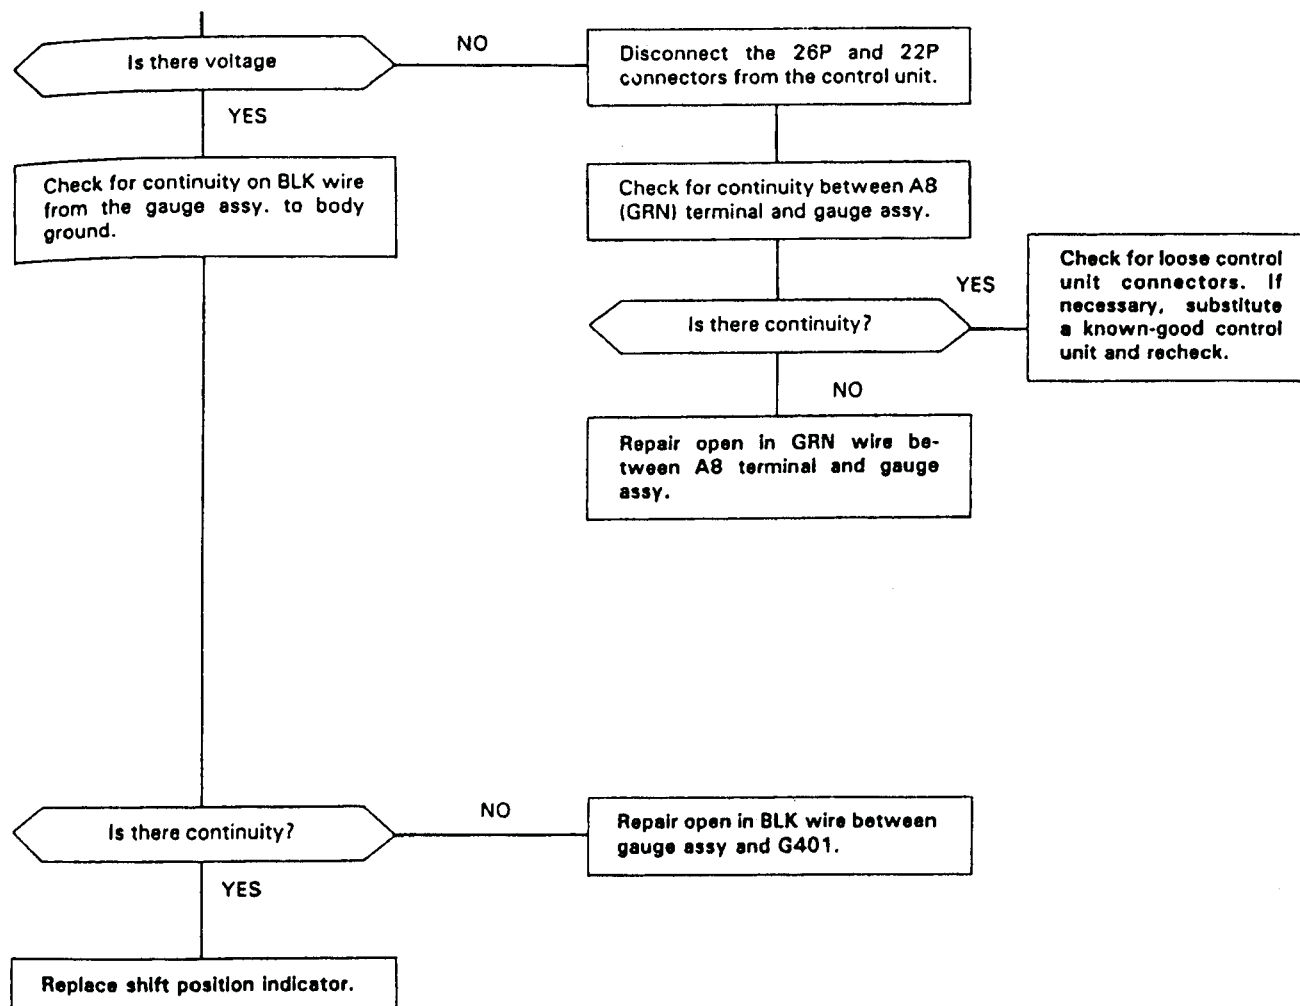 Is there voltage
NO
Disconnect the 26P and 22P
connectors from the control unit.
YES
Check for continuity on BLK wire
from the gauge assy. to body
ground.
Check for continuity between A8
(GRN) terminal and gauge assy.
Is there continuity?
YES
Check for loose control
unit connectors. If
necessary, substitute
a known-good control
unit and recheck.
NO
Repair open in GRN wire be-
tween A8 terminal and gauge
assy.
Is there continuity?
NO
Repair open in BLK wire between
gauge assy and G401.
YES
Replace shift position indicator.